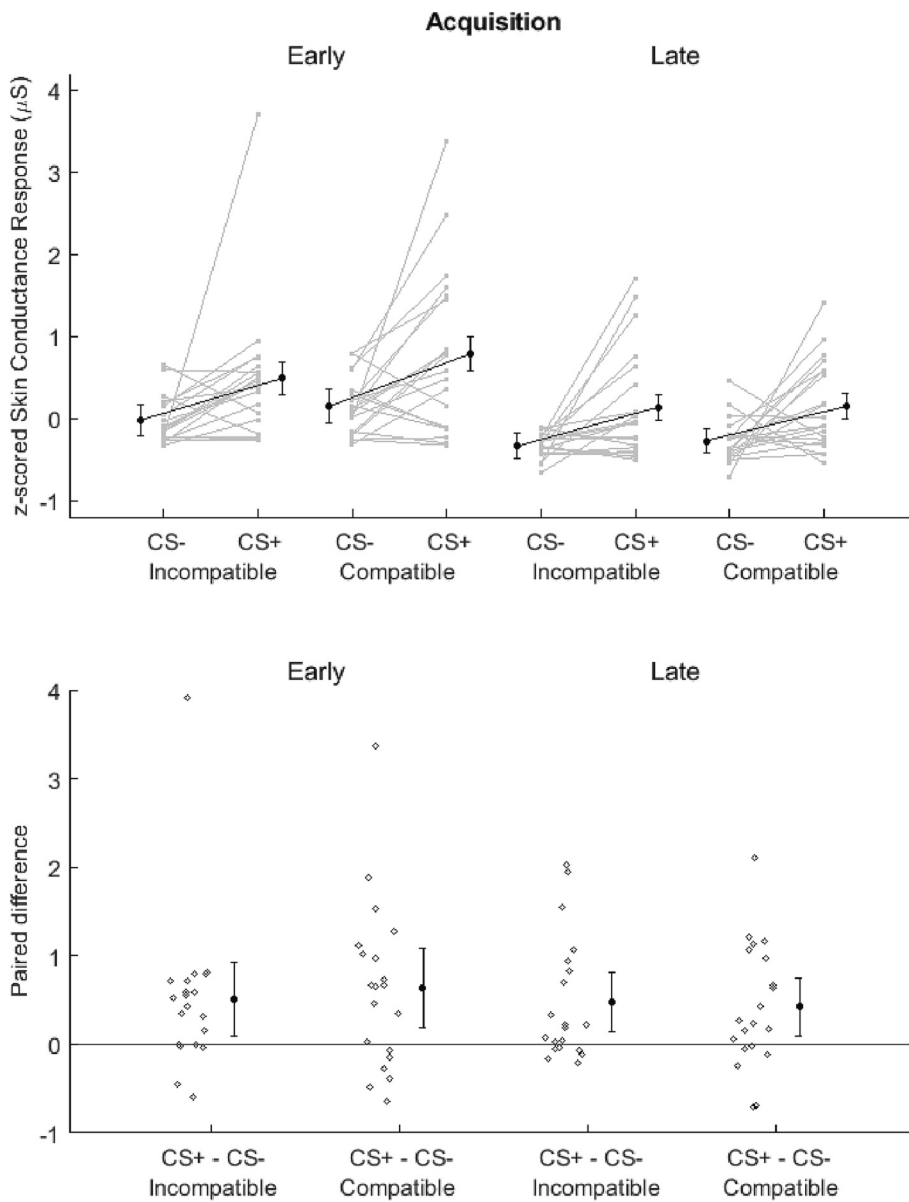 Acquisition
Early Late
z-scored Skin Conductance Response (μS)
4
3
2
1
0
-1
CS- CS+ CS- CS+ CS- CS+ CS- CS+
Incompatible Compatible Incompatible Compatible
Early Late
Paired difference
4
3
2
1
0
-1
CS+ - CS- CS+ - CS- CS+ - CS- CS+ - CS-
Incompatible Compatible Incompatible Compatible